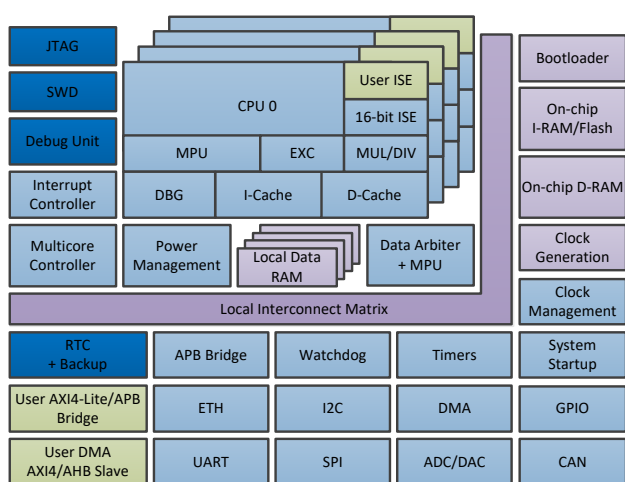 JTAG
SWD
Debug Unit
Interrupt
Controller
Multicore
Controller
CPU 0
User ISE
16-bit ISE
MPU
EXC
MUL/DIV
DBG
I-Cache
D-Cache
Power
Management
Local Data
RAM
Data Arbiter
+ MPU
Local Interconnect Matrix
Bootloader
On-chip
I-RAM/Flash
On-chip D-RAM
Clock
Generation
Clock
Management
RTC
+ Backup
APB Bridge
Watchdog
Timers
System
Startup
User AXI4-Lite/APB
Bridge
ETH
I2C
DMA
GPIO
User DMA
AXI4/AHB Slave
UART
SPI
ADC/DAC
CAN